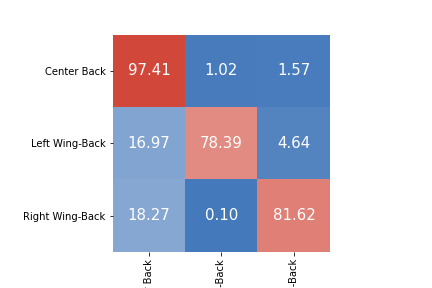 Center Back 97.41 1.02 1.57
Left Wing-Back 16.97 78.39 4.64
Right Wing-Back 18.27 0.10 81.62
Back -Back -Back